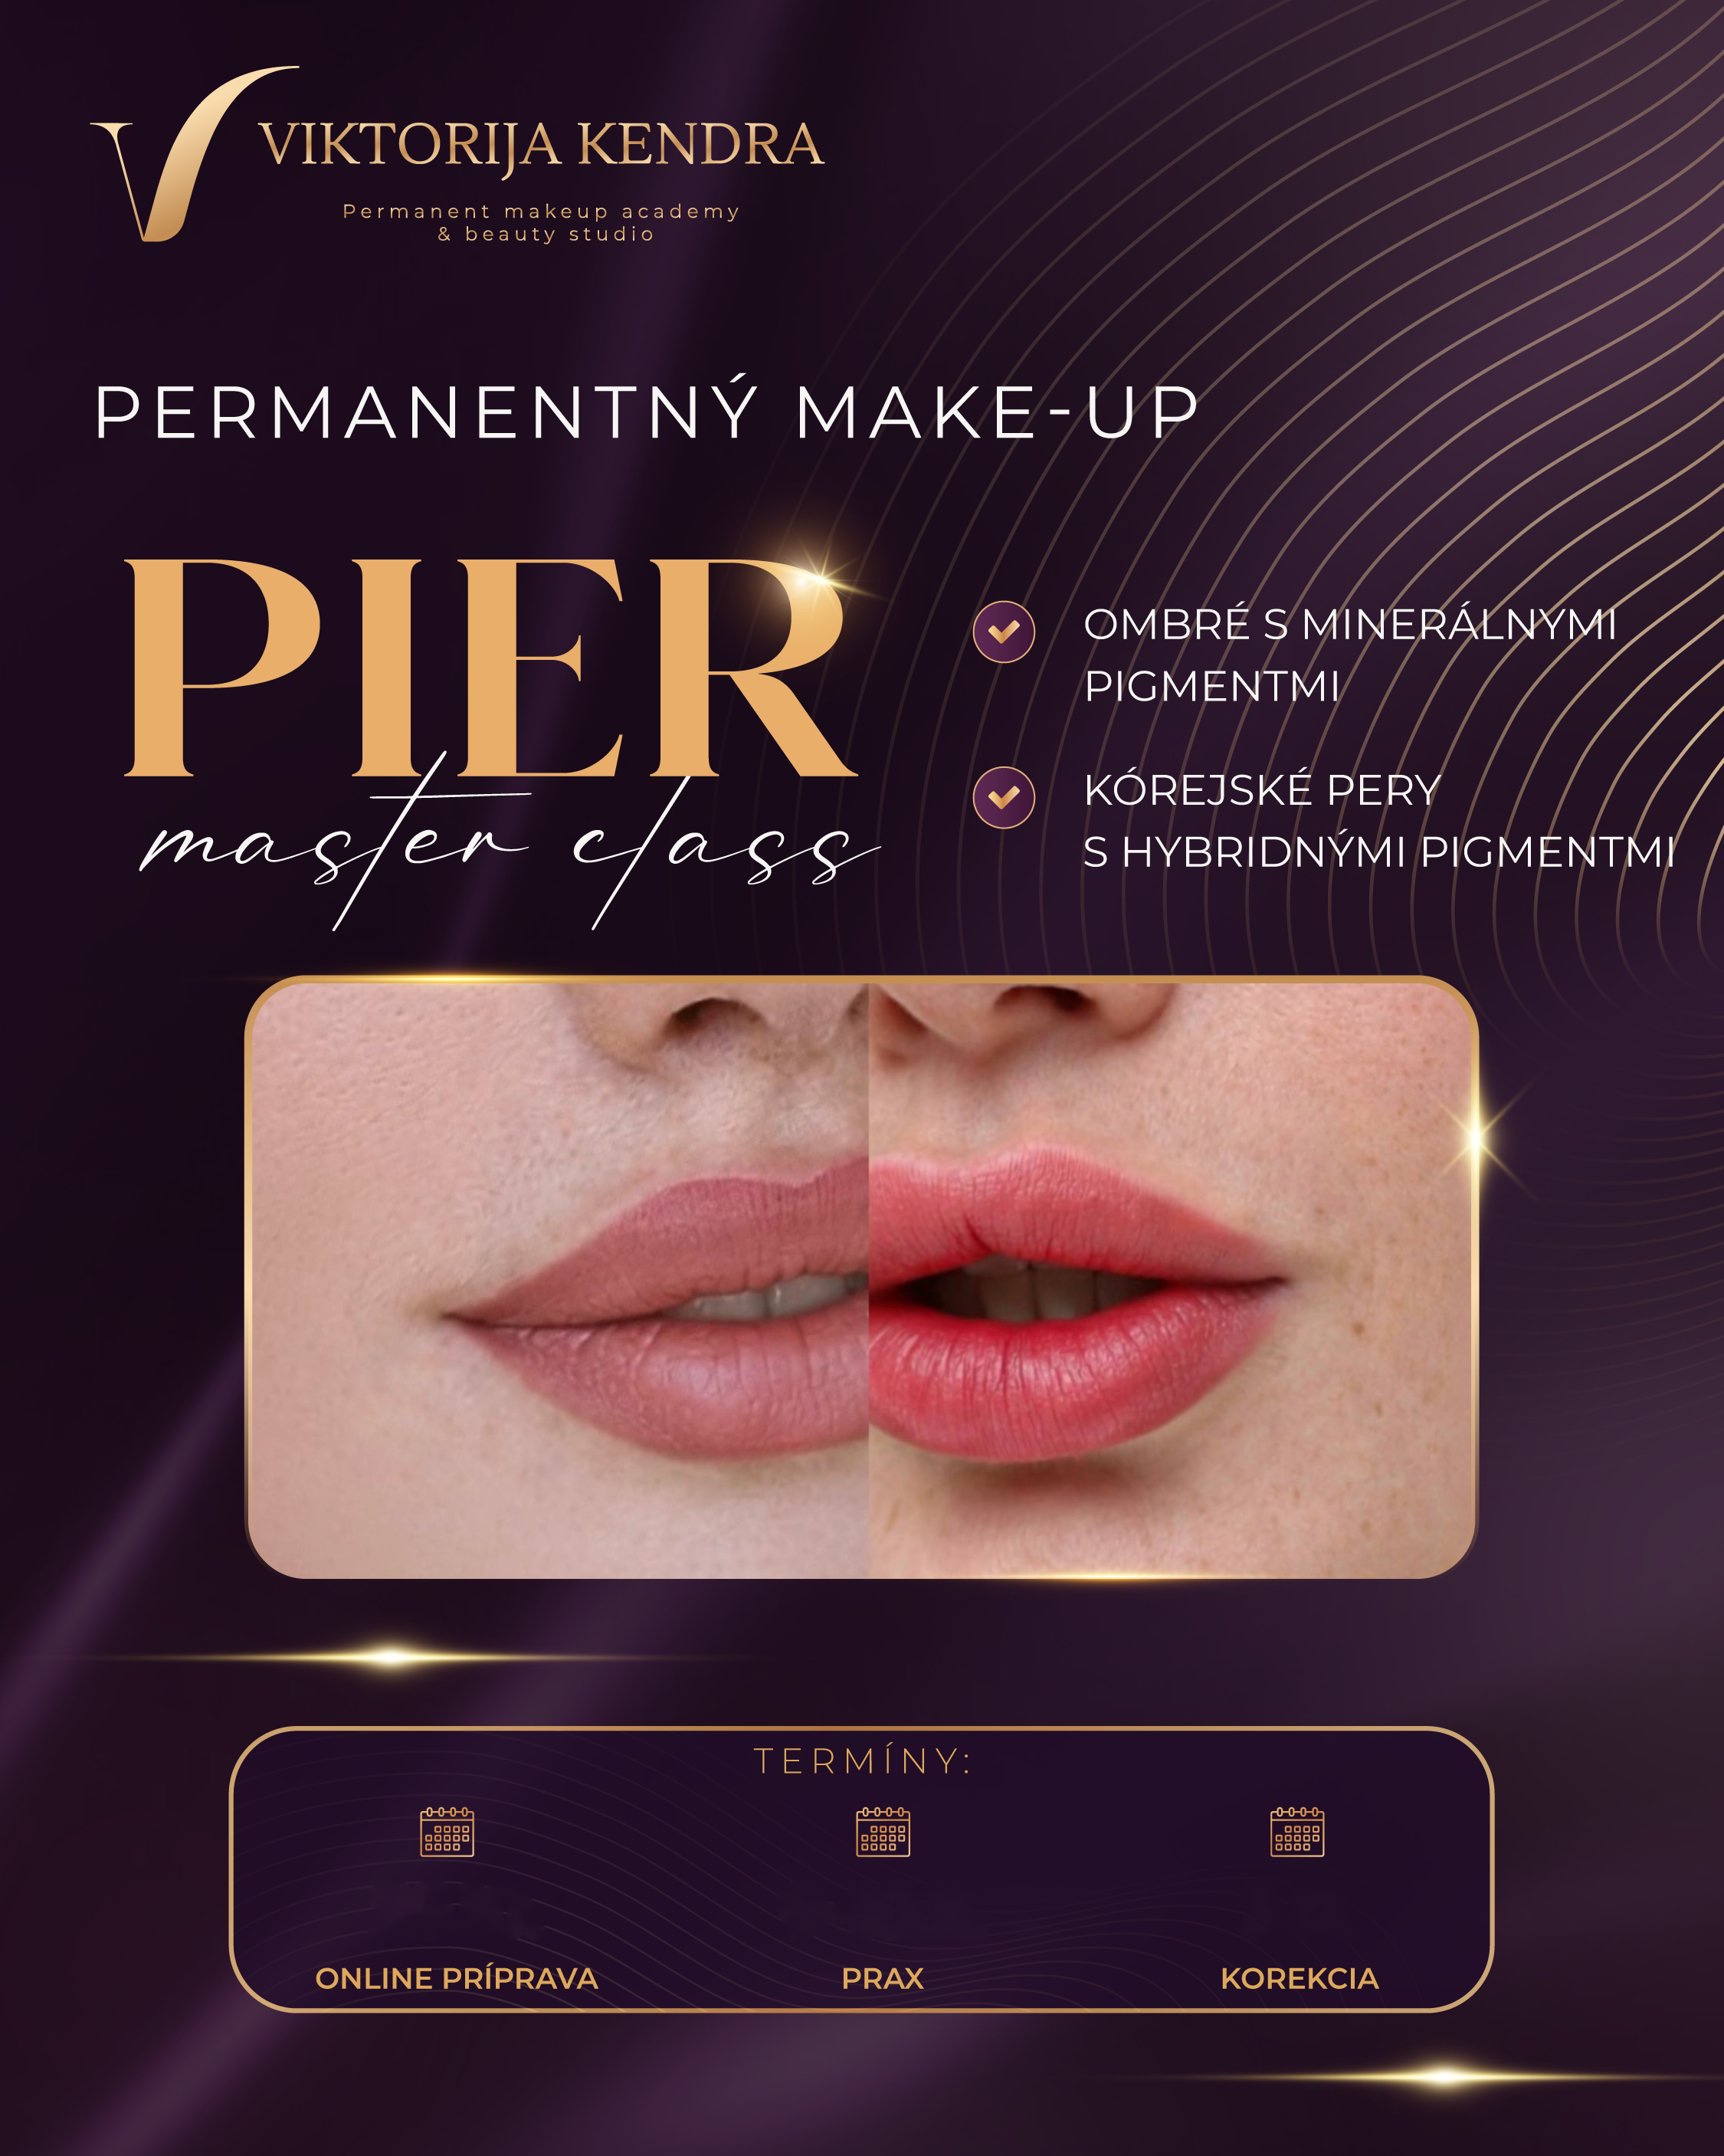 VIKTORIJA KENDRA
Permanent makeup academy
& beauty studio
PERMANENTNÝ MAKE-UP
PIER
master class
OMBRÉ S MINERÁLNYMI
PIGMENTMI
KÓREJSKÉ PERY
S HYBRIDNÝMI PIGMENTMI
TERMÍNY:
ONLINE PRÍPRAVA
PRAX
KOREKCIA